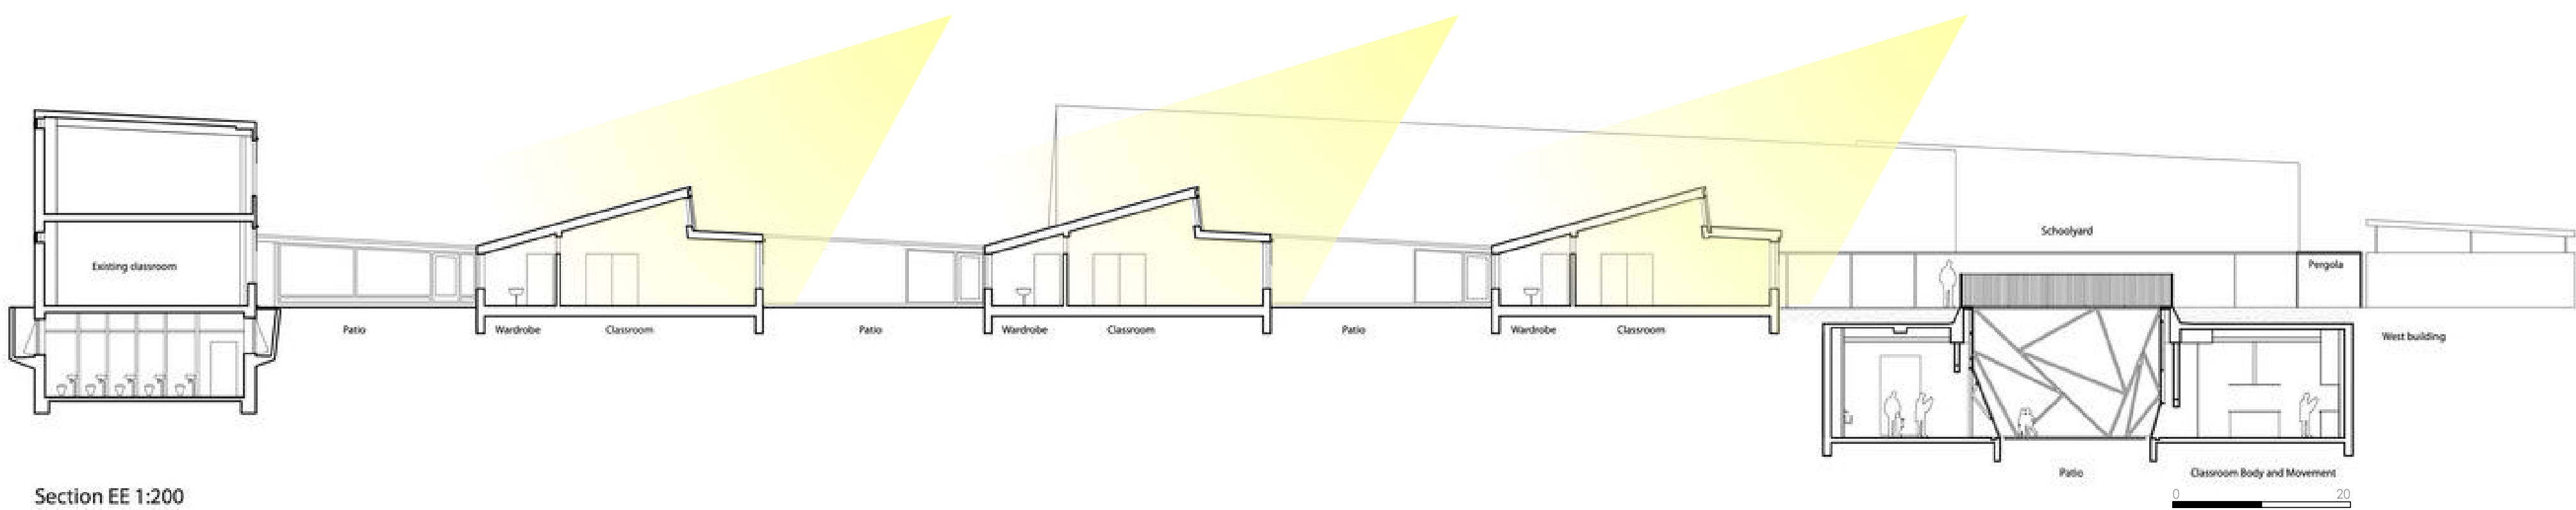 Schoolyard
Existing classroom
Pergola
Patio
Wardrobe
Classroom
Patio
Wardrobe
Classroom
Patio
Wardrobe
Classroom
West building
Patio
Classroom Body and Movement
Section EE 1:200
0
20